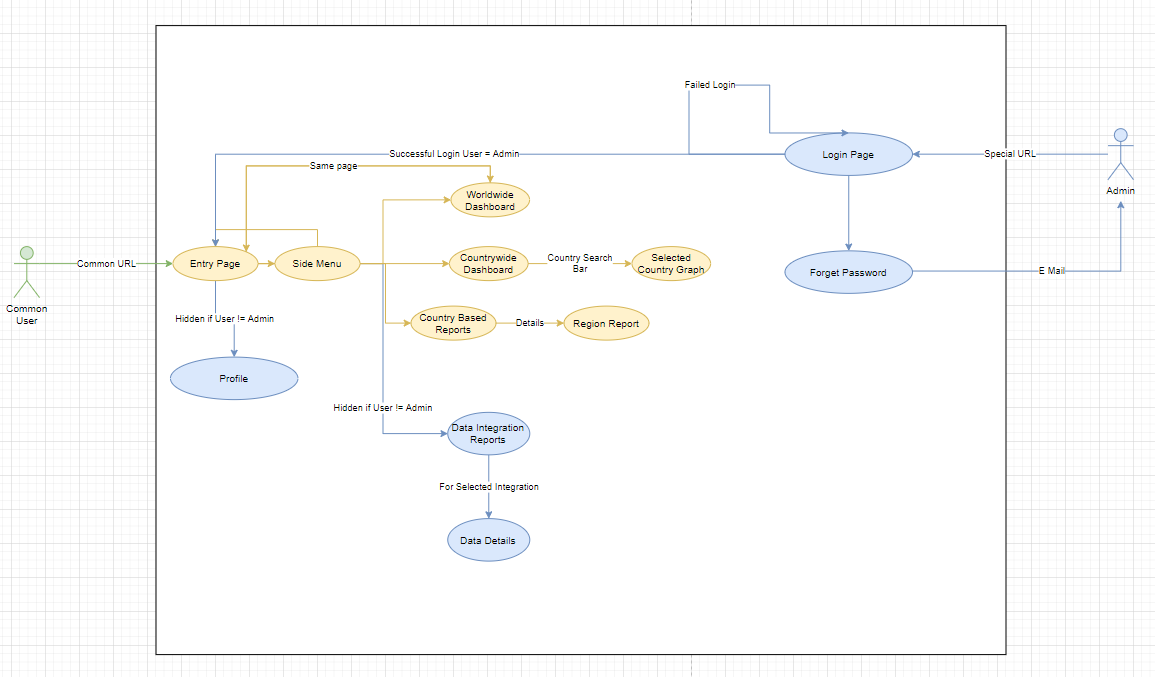 Failed Login
Successful Login User = Admin
Login Page
Special URL
Same page
Admin
Worldwide
Dashboard
Common URL
Entry Page
Side Menu
Countrywide
Dashboard
Country Search
Bar
Selected
Country Graph
Forget Password
E Mail
Common
User
Hidden if User != Admin
Country Based
Reports
Details
Region Report
Profile
Hidden if User != Admin
Data Integration
Reports
For Selected Integration
Data Details